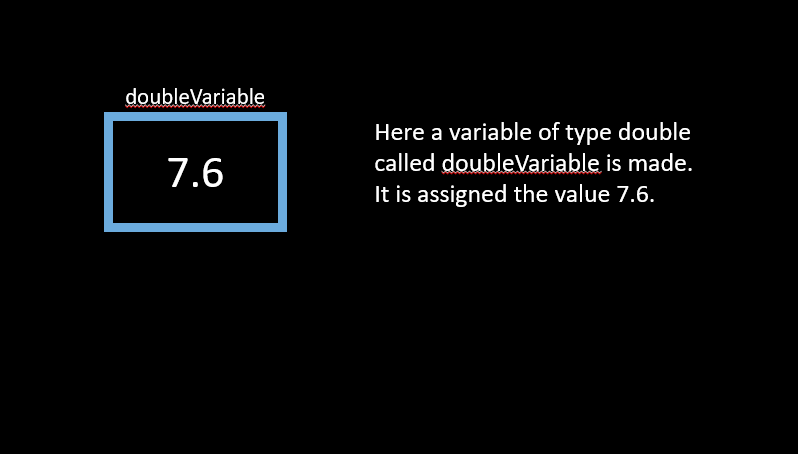 doubleVariable
7.6
Here a variable of type double
called doubleVariable is made.
It is assigned the value 7.6.